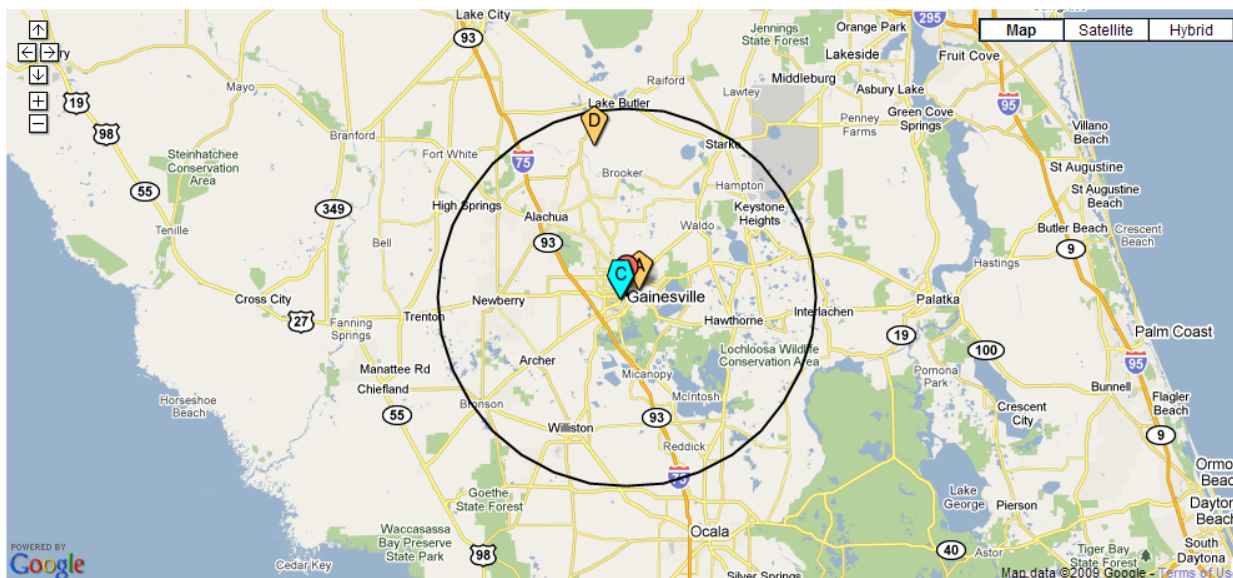 Lake City
Jennings
State Forest
Orange Park
295
Map
Satellite
Hybrid
93
Lakeside
Fruit Cove
Mayo
Raiford
Lawtey
Middleburg
Asbury Lake
19
98
Lake Butler
Penney
Farms
Green Cove
Springs
95
Branford
D
Villano
Beach
Steinhatchee
Conservation
Area
Fort White
75
Starke
St Augustine
55
Brooker
Hampton
St Augustine
Beach
349
High Springs
Alachua
Keystone
Heights
Tenille
Bell
93
Waldo
Butler Beach
9
Crescent
Beach
Hastings
C
A
Cross City
Newberry
Gainesville
Palatka
27
Fanning
Springs
Trenton
Hawthorne
Interlachen
19
Palm Coast
Archer
Lochloosa Wildlife
Conservation Area
100
95
Manattee Rd
Chiefland
Micanopy
Pomona
Park
Bunnell
Horseshoe
Beach
55
Bronson
McIntosh
Crescent
City
Flagler
Beach
93
Williston
Reddick
9
75
Goethe
State Forest
Lake
George
Ormo
Beac
Pierson
Dayton
Beach
Waccasassa
Bay Preserve
State Park
Ocala
98
40
Astor
Tiger Bay
State Forest
South
Daytona
Cedar Key
Silver Springs
POWERED BY
Google
Map data ©2009 Google - Terms of Us